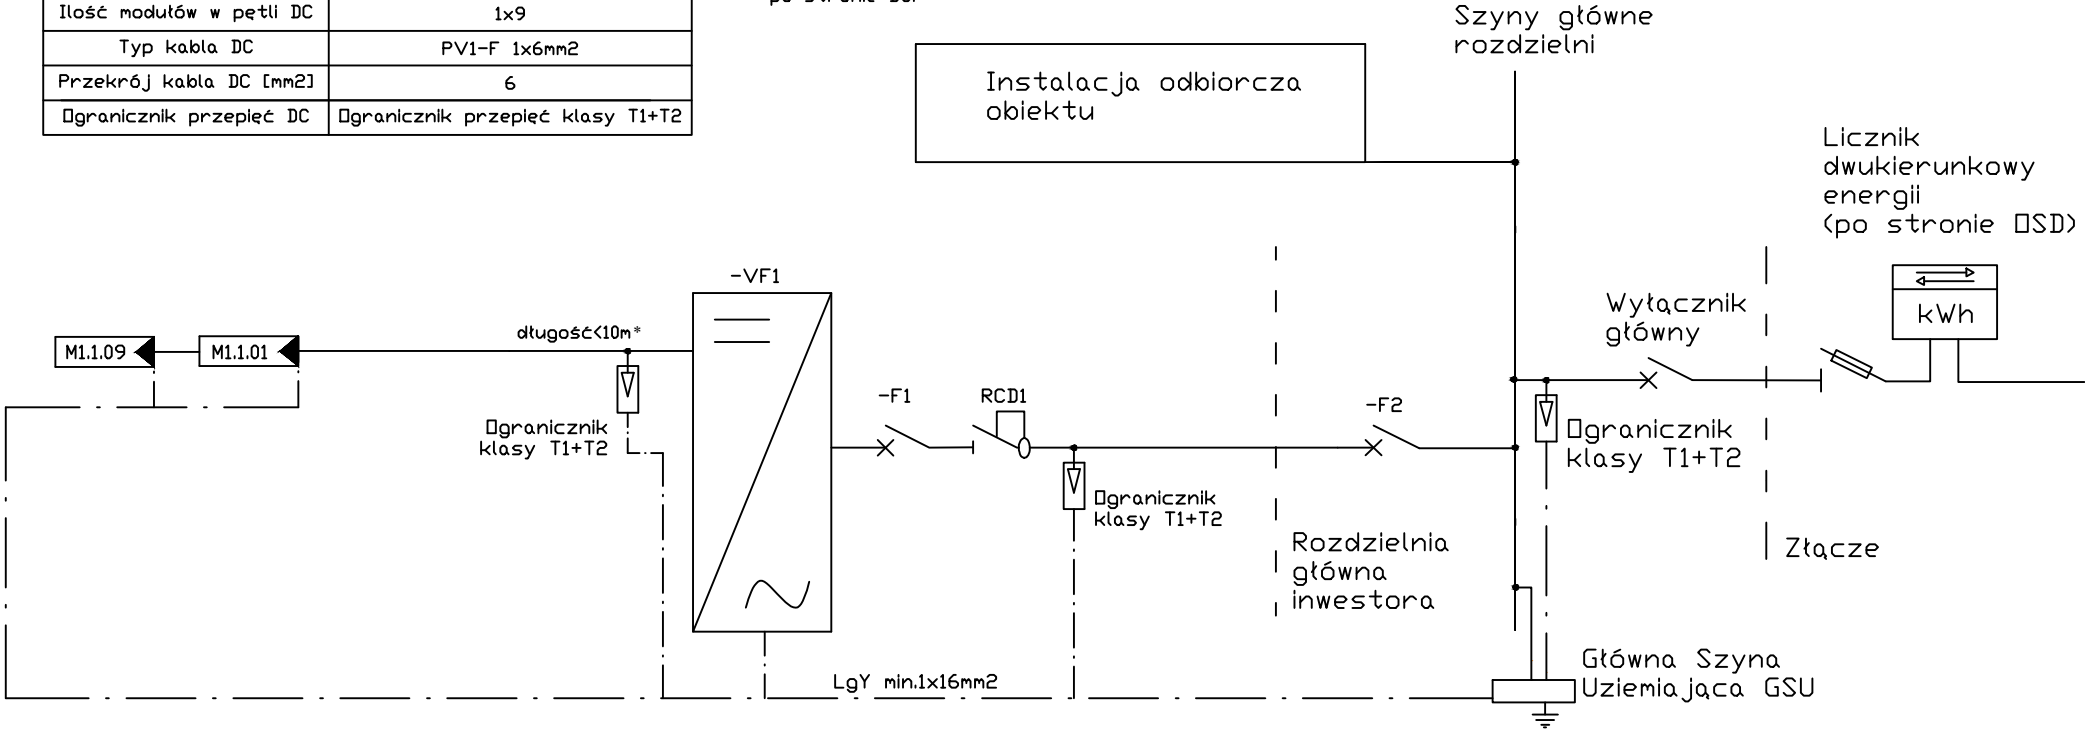 Ilość modułów w pętli DC 1x9
Typ kabla DC PV1-F 1x6mm2
Przekrój kabla DC [mm2] 6
Ogranicznik przepięć DC Ogranicznik przepięć klasy T1+T2
Instalacja odbiorcza
obiektu
Szyny główne
rozdzielni
Licznik
dwukierunkowy
energii
(po stronie OSD)
kWh
Wyłącznik
główny
-VF1
długość<10m*
M1.1.09
M1.1.01
Ogranicznik
klasy T1+T2
-F1
RCD1
Ogranicznik
klasy T1+T2
-F2
Ogranicznik
klasy T1+T2
Rozdzielnia
główna
inwestora
Złącze
LgY min.1x16mm2
Główna Szyna
Uziemiająca GSU